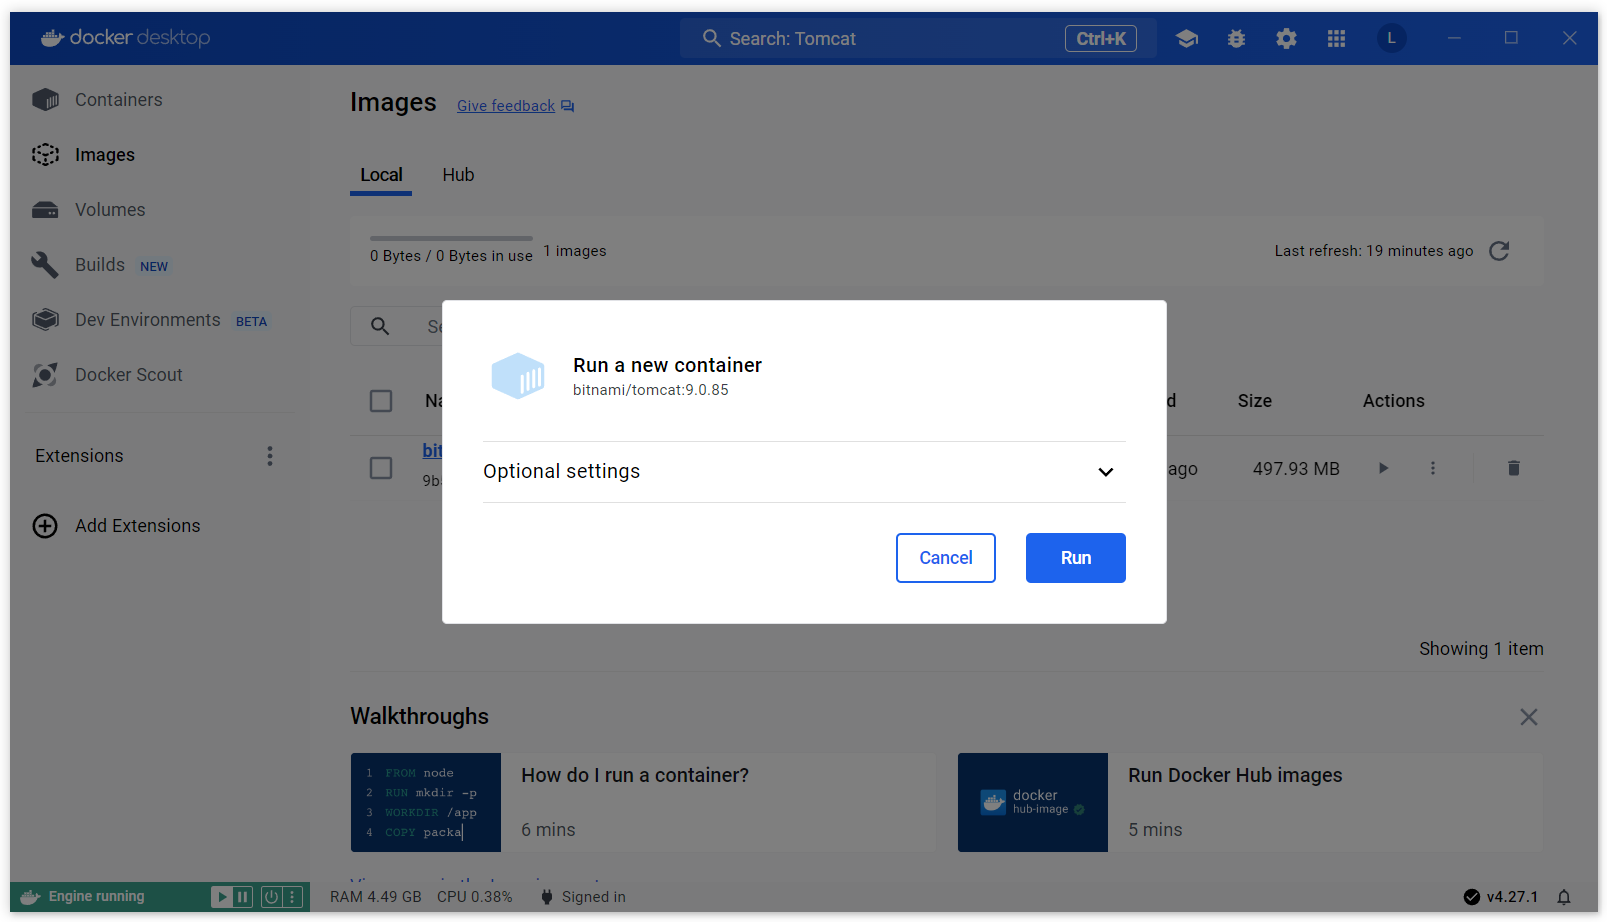 docker desktop
Search: Tomcat
Ctrl+K
L
Containers
Images
Volumes
Builds NEW
Dev Environments BETA
Docker Scout
Extensions
Add Extensions
Images Give feedback
Local Hub
0 Bytes / 0 Bytes in use
1 images
Last refresh: 19 minutes ago
Size
Actions
ago
497.93 MB
Run a new container
bitnami/tomcat:9.0.85
Optional settings
Cancel
Run
Showing 1 item
Walkthroughs
1 FROM node
2 RUN mkdir -p
3 WORKDIR /app
4 COPY packa
How do I run a container?
6 mins
docker
hub-image
Run Docker Hub images
5 mins
Engine running
RAM 4.49 GB CPU 0.38% Signed in
v4.27.1